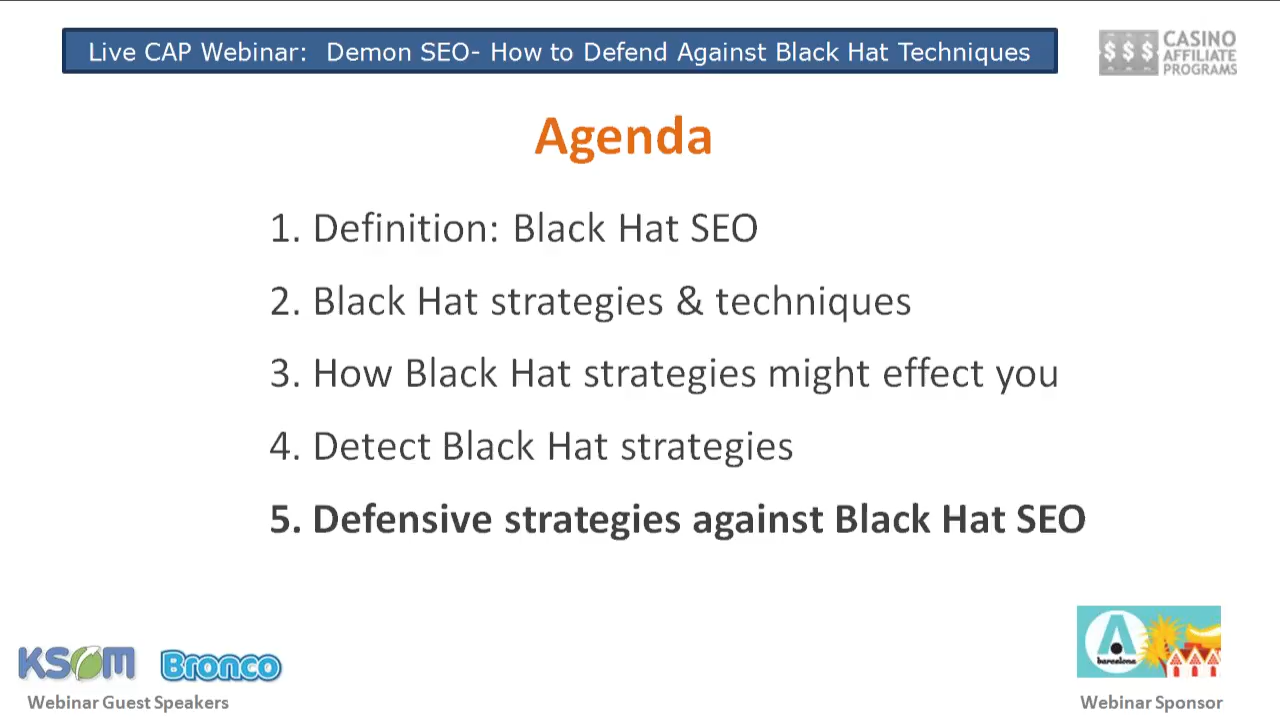 Live CAP Webinar: Demon SEO- How to Defend Against Black Hat Techniques
$ $ $
CASINO
AFFILIATE
PROGRAMS
Agenda
1. Definition: Black Hat SEO
2. Black Hat strategies & techniques
3. How Black Hat strategies might effect you
4. Detect Black Hat strategies
5. Defensive strategies against Black Hat SEO
KSOM
Bronco
Webinar Guest Speakers
A
barcelona
Webinar Sponsor